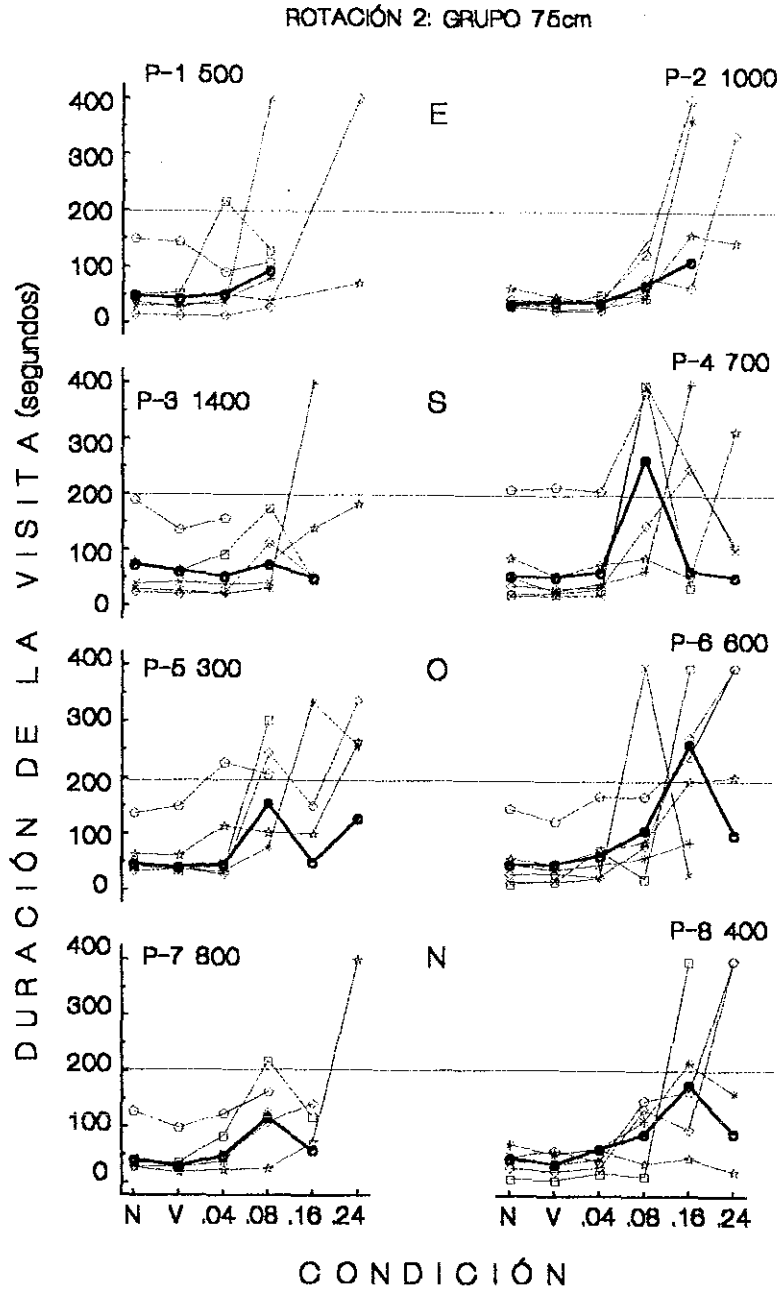 ROTACIÓN 2: GRUPO 75cm
P-1 500
E
P-2 1000
400
300
200
100
0
P-3 1400
S
P-4 700
400
300
200
100
0
P-5 300
O
P-6 600
400
300
200
100
0
P-7 800
N
P-8 400
400
300
200
100
0
DURACIÓN DE LA VISITA (segundos)
N V .04 .08 .16 .24
N V .04 .08 .16 .24
CONDICIÓN